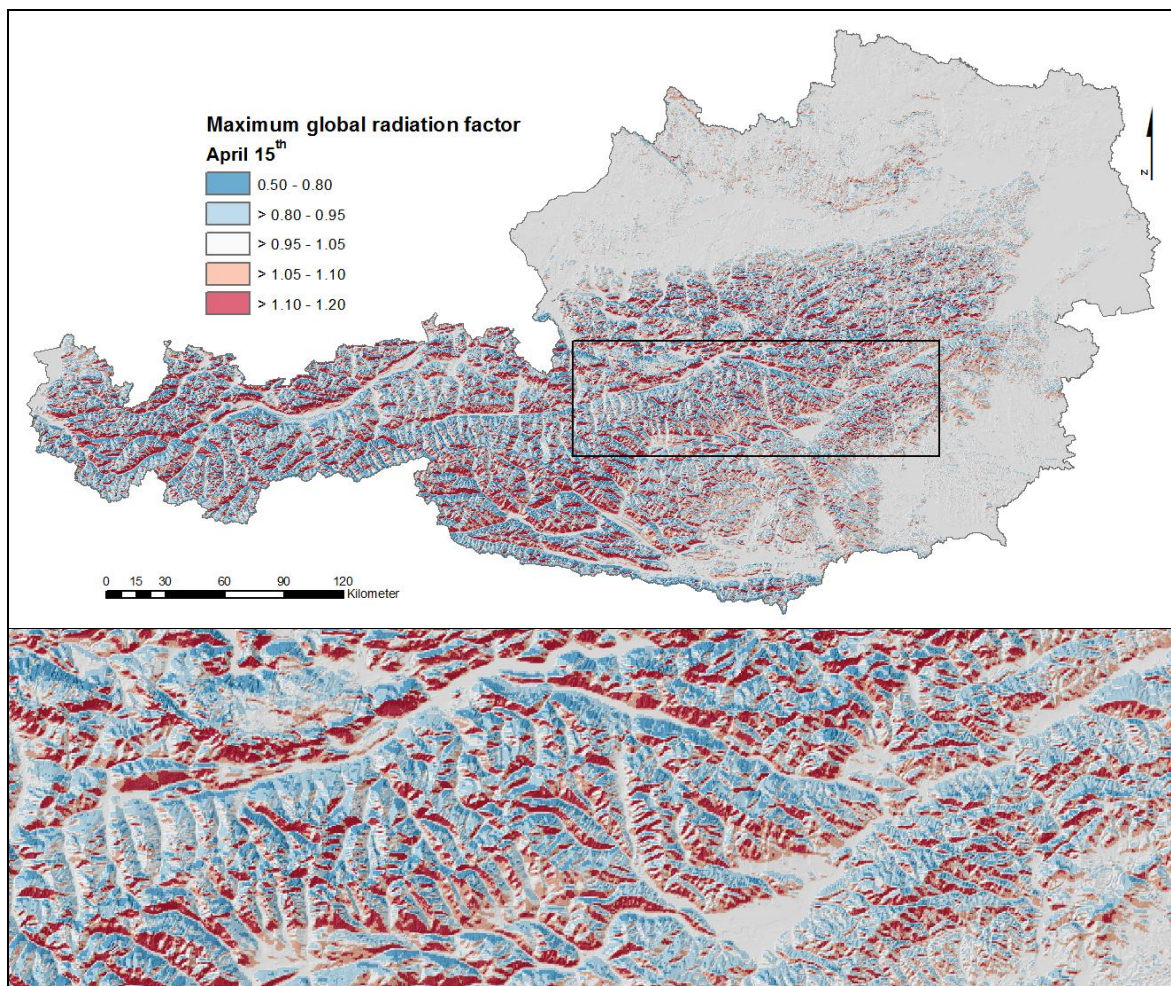 Maximum global radiation factor
April 15th
0.50 - 0.80
> 0.80 - 0.95
> 0.95 - 1.05
> 1.05 - 1.10
> 1.10 - 1.20
N
0 15 30 60 90 120
Kilometer